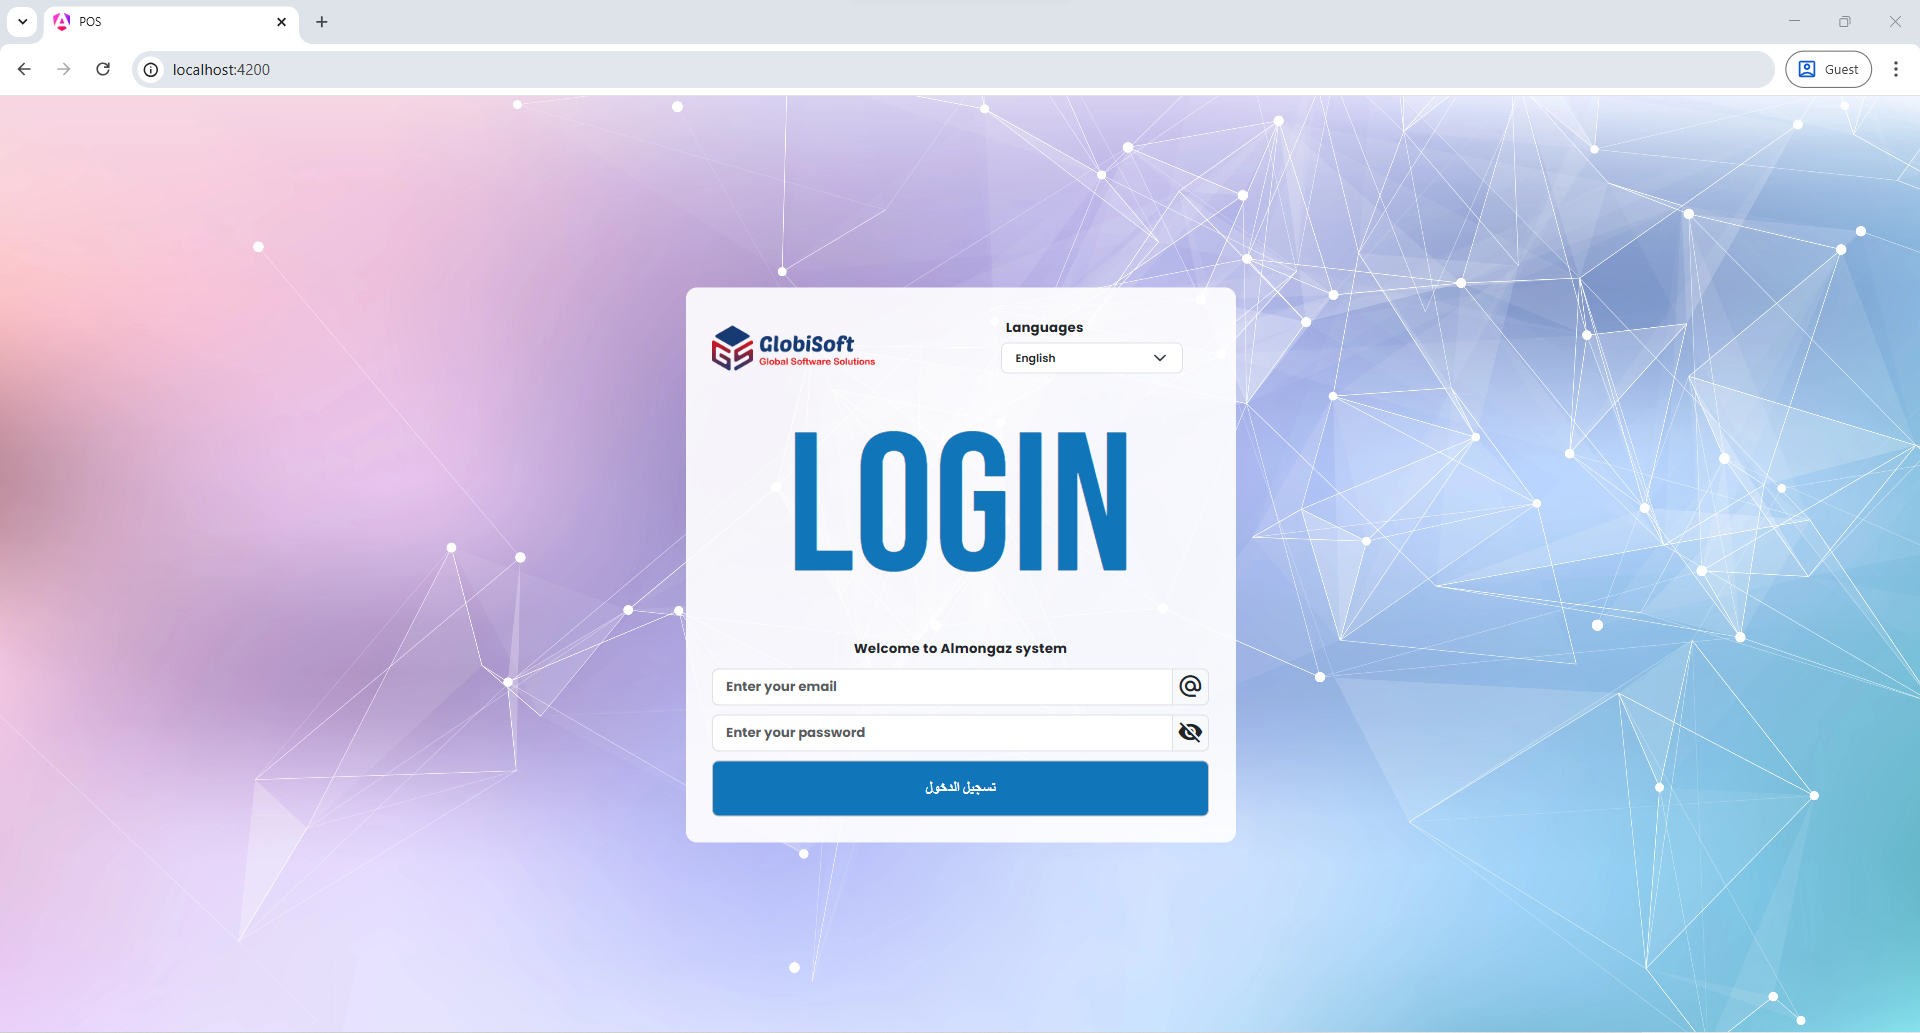 POS
localhost:4200
Guest
GlobiSoft
Global Software Solutions
Languages
English
LOGIN
Welcome to Almongaz system
Enter your email
Enter your password
تسجيل الدخول